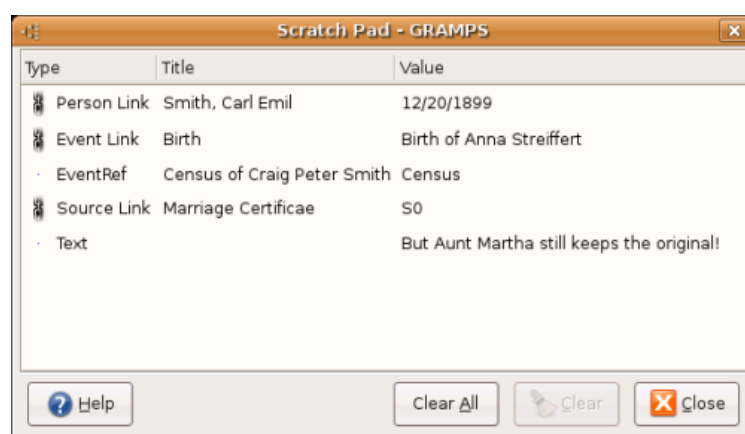 Scratch Pad - GRAMPS
Type Title Value
Person Link Smith, Carl Emil 12/20/1899
Event Link Birth Birth of Anna Streiffert
EventRef Census of Craig Peter Smith Census
Source Link Marriage Certificae S0
Text But Aunt Martha still keeps the original!
Help Clear All Clear Close